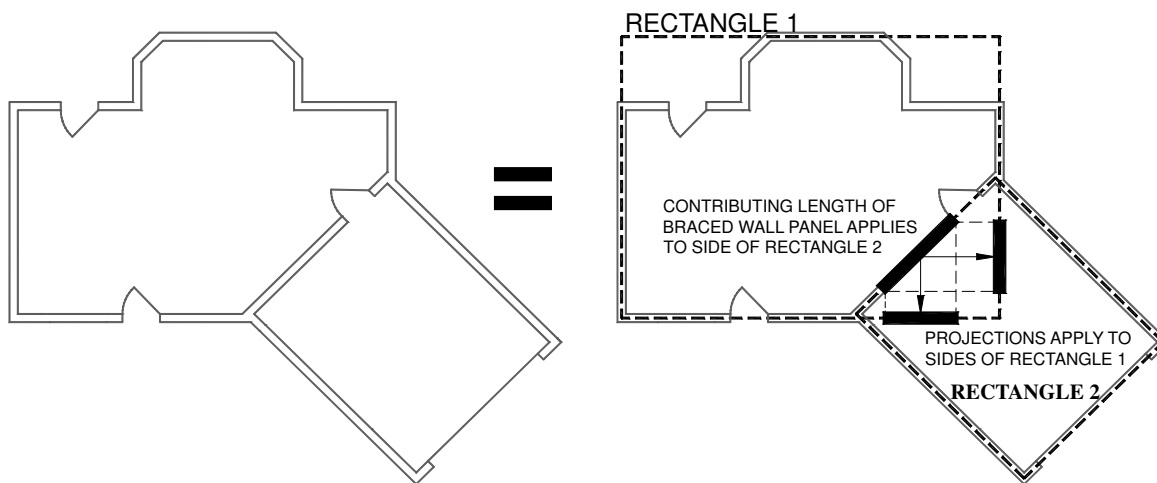 RECTANGLE 1
CONTRIBUTING LENGTH OF
BRACED WALL PANEL APPLIES
TO SIDE OF RECTANGLE 2
PROJECTIONS APPLY TO
SIDES OF RECTANGLE 1
RECTANGLE 2